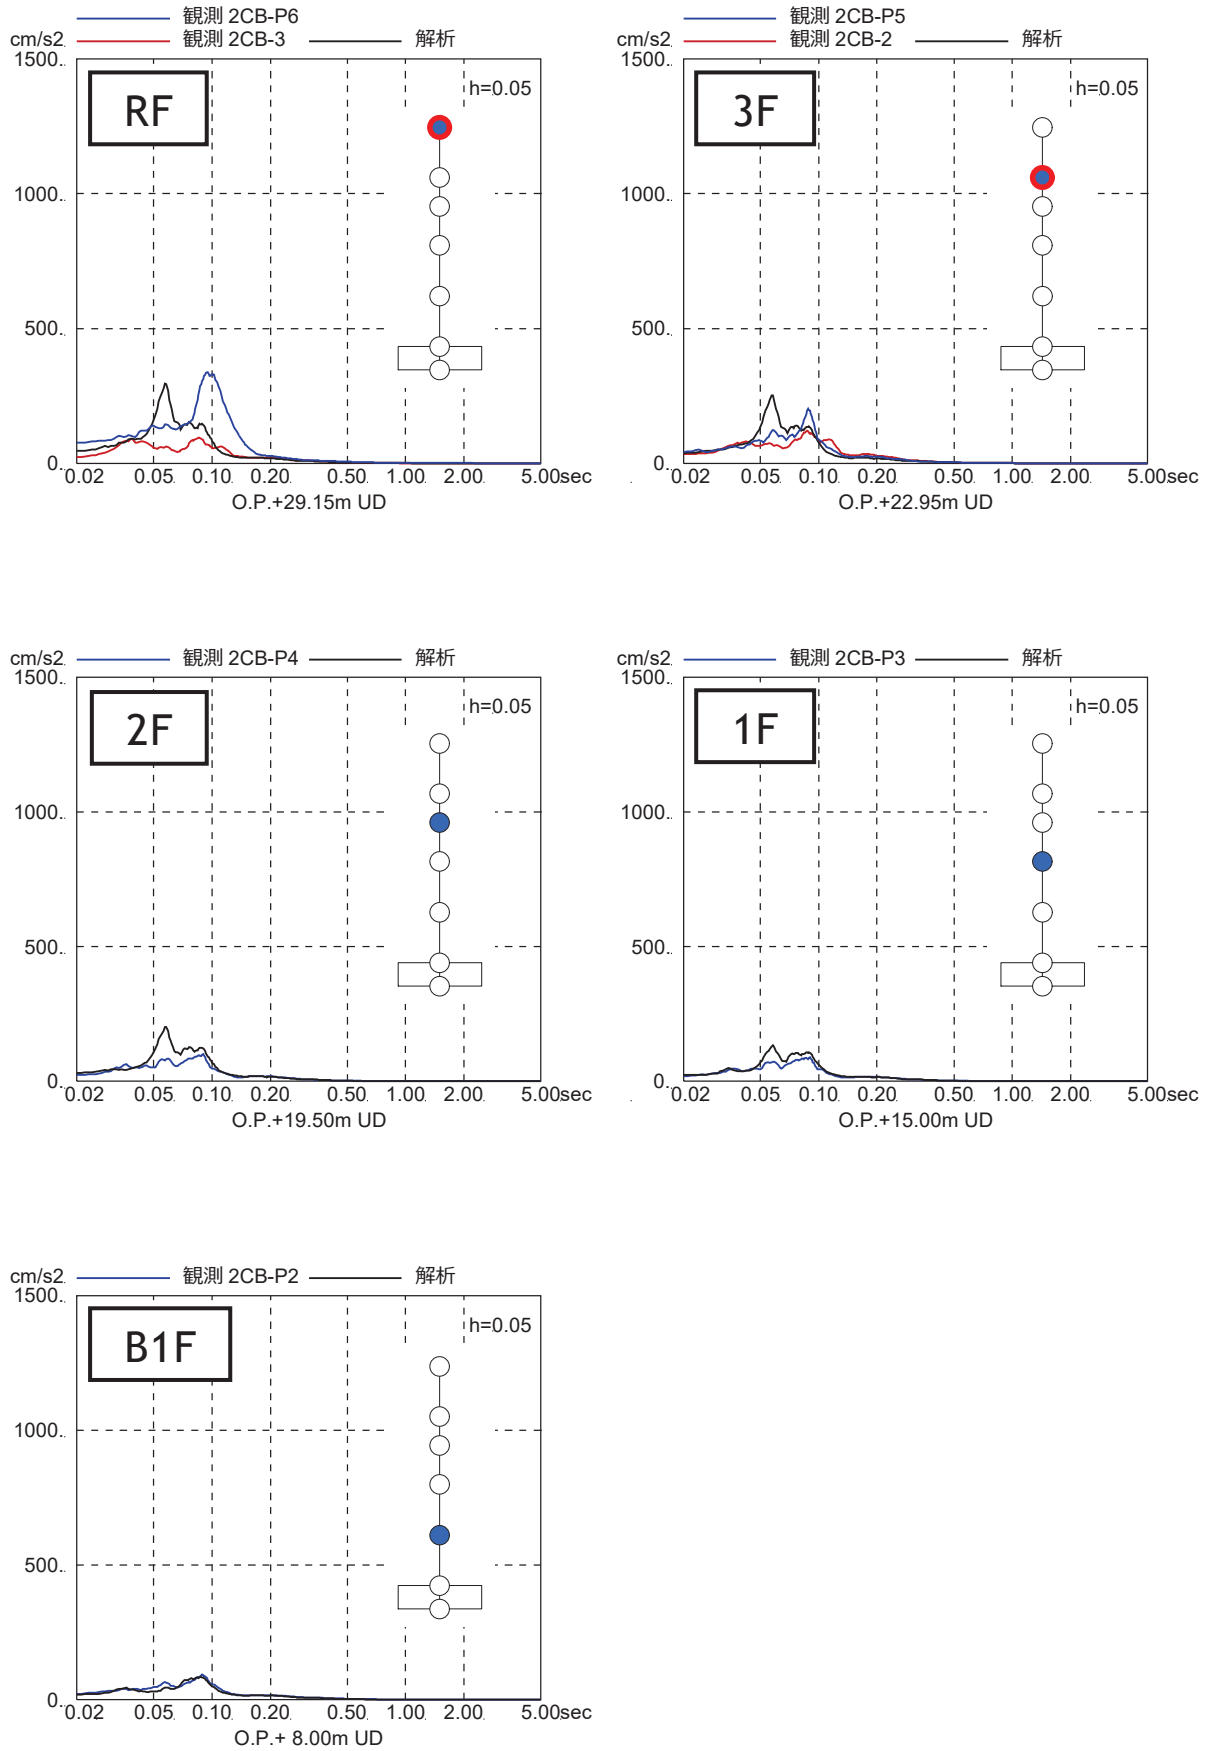 観測 2CB-P6
cm/s2 観測 2CB-3 解析
1500.
RF
h=0.05
1000.
500.
0.
0.02 0.05 0.10 0.20 0.50 1.00 2.00 5.00sec
O.P.+29.15m UD
観測 2CB-P5
cm/s2 観測 2CB-2 解析
1500.
3F
h=0.05
1000.
500.
0.
0.02 0.05 0.10 0.20 0.50 1.00 2.00 5.00sec
O.P.+22.95m UD
cm/s2 観測 2CB-P4 解析
1500.
2F
h=0.05
1000.
500.
0.
0.02 0.05 0.10 0.20 0.50 1.00 2.00 5.00sec
O.P.+19.50m UD
cm/s2 観測 2CB-P3 解析
1500.
1F
h=0.05
1000.
500.
0.
0.02 0.05 0.10 0.20 0.50 1.00 2.00 5.00sec
O.P.+15.00m UD
cm/s2 観測 2CB-P2 解析
1500.
B1F
h=0.05
1000.
500.
0.
0.02 0.05 0.10 0.20 0.50 1.00 2.00 5.00sec
O.P.+ 8.00m UD